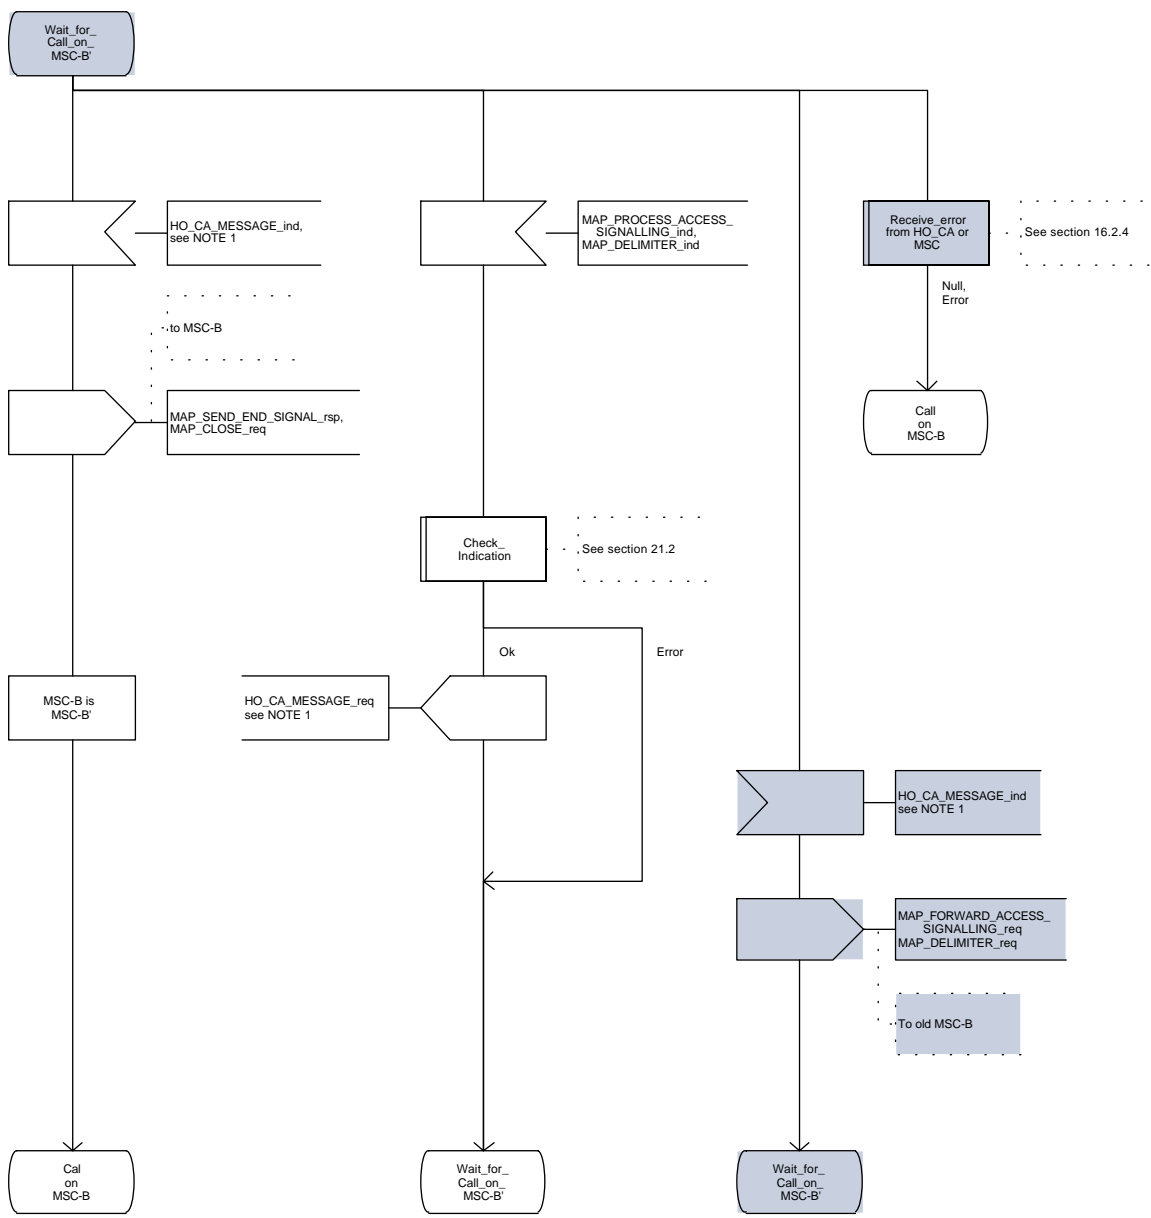 Wait_for_
Call_on_
MSC-B'
HO_CA_MESSAGE_ind,
see NOTE 1
MAP_PROCESS_ACCESS_
SIGNALLING_ind,
MAP_DELIMITER_ind
Receive_error
from HO_CA or
MSC
See section 16.2.4
Null,
Error
to MSC-B
MAP_SEND_END_SIGNAL_rsp,
MAP_CLOSE_req
Call
on
MSC-B
Check_
Indication
See section 21.2
Ok
Error
MSC-B is
MSC-B'
HO_CA_MESSAGE_req
see NOTE 1
HO_CA_MESSAGE_ind
see NOTE 1
MAP_FORWARD_ACCESS_
SIGNALLING_req
MAP_DELIMITER_req
To old MSC-B
Cal
on
MSC-B
Wait_for_
Call_on_
MSC-B'
Wait_for_
Call_on_
MSC-B'